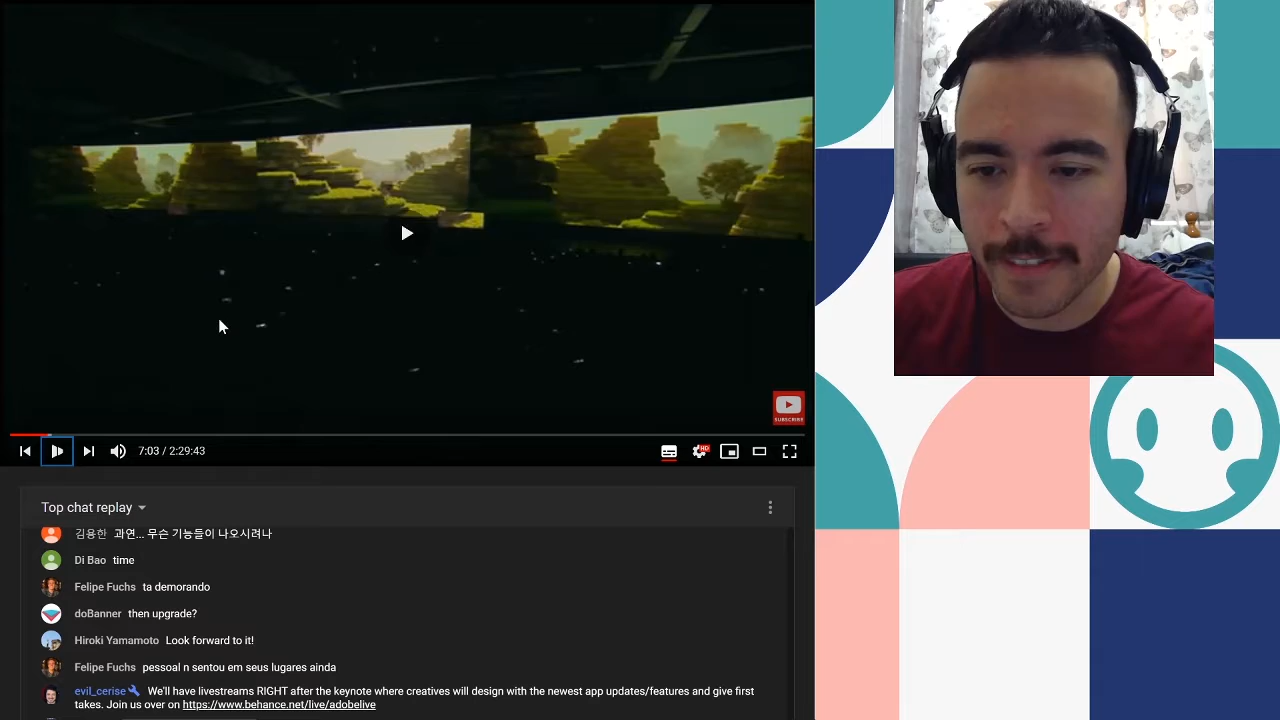 SUBSCRIBE
7:03 / 2:29:43
HD
Top chat replay
김용한 과연... 무슨 기능들이 나오시려나
Di Bao time
Felipe Fuchs ta demorando
doBanner then upgrade?
Hiroki Yamamoto Look forward to it!
Felipe Fuchs pessoal n sentou em seus lugares ainda
evil_cerise We'll have livestreams RIGHT after the keynote where creatives will design with the newest app updates/features and give first
takes. Join us over on https://www.behance.net/live/adobelive